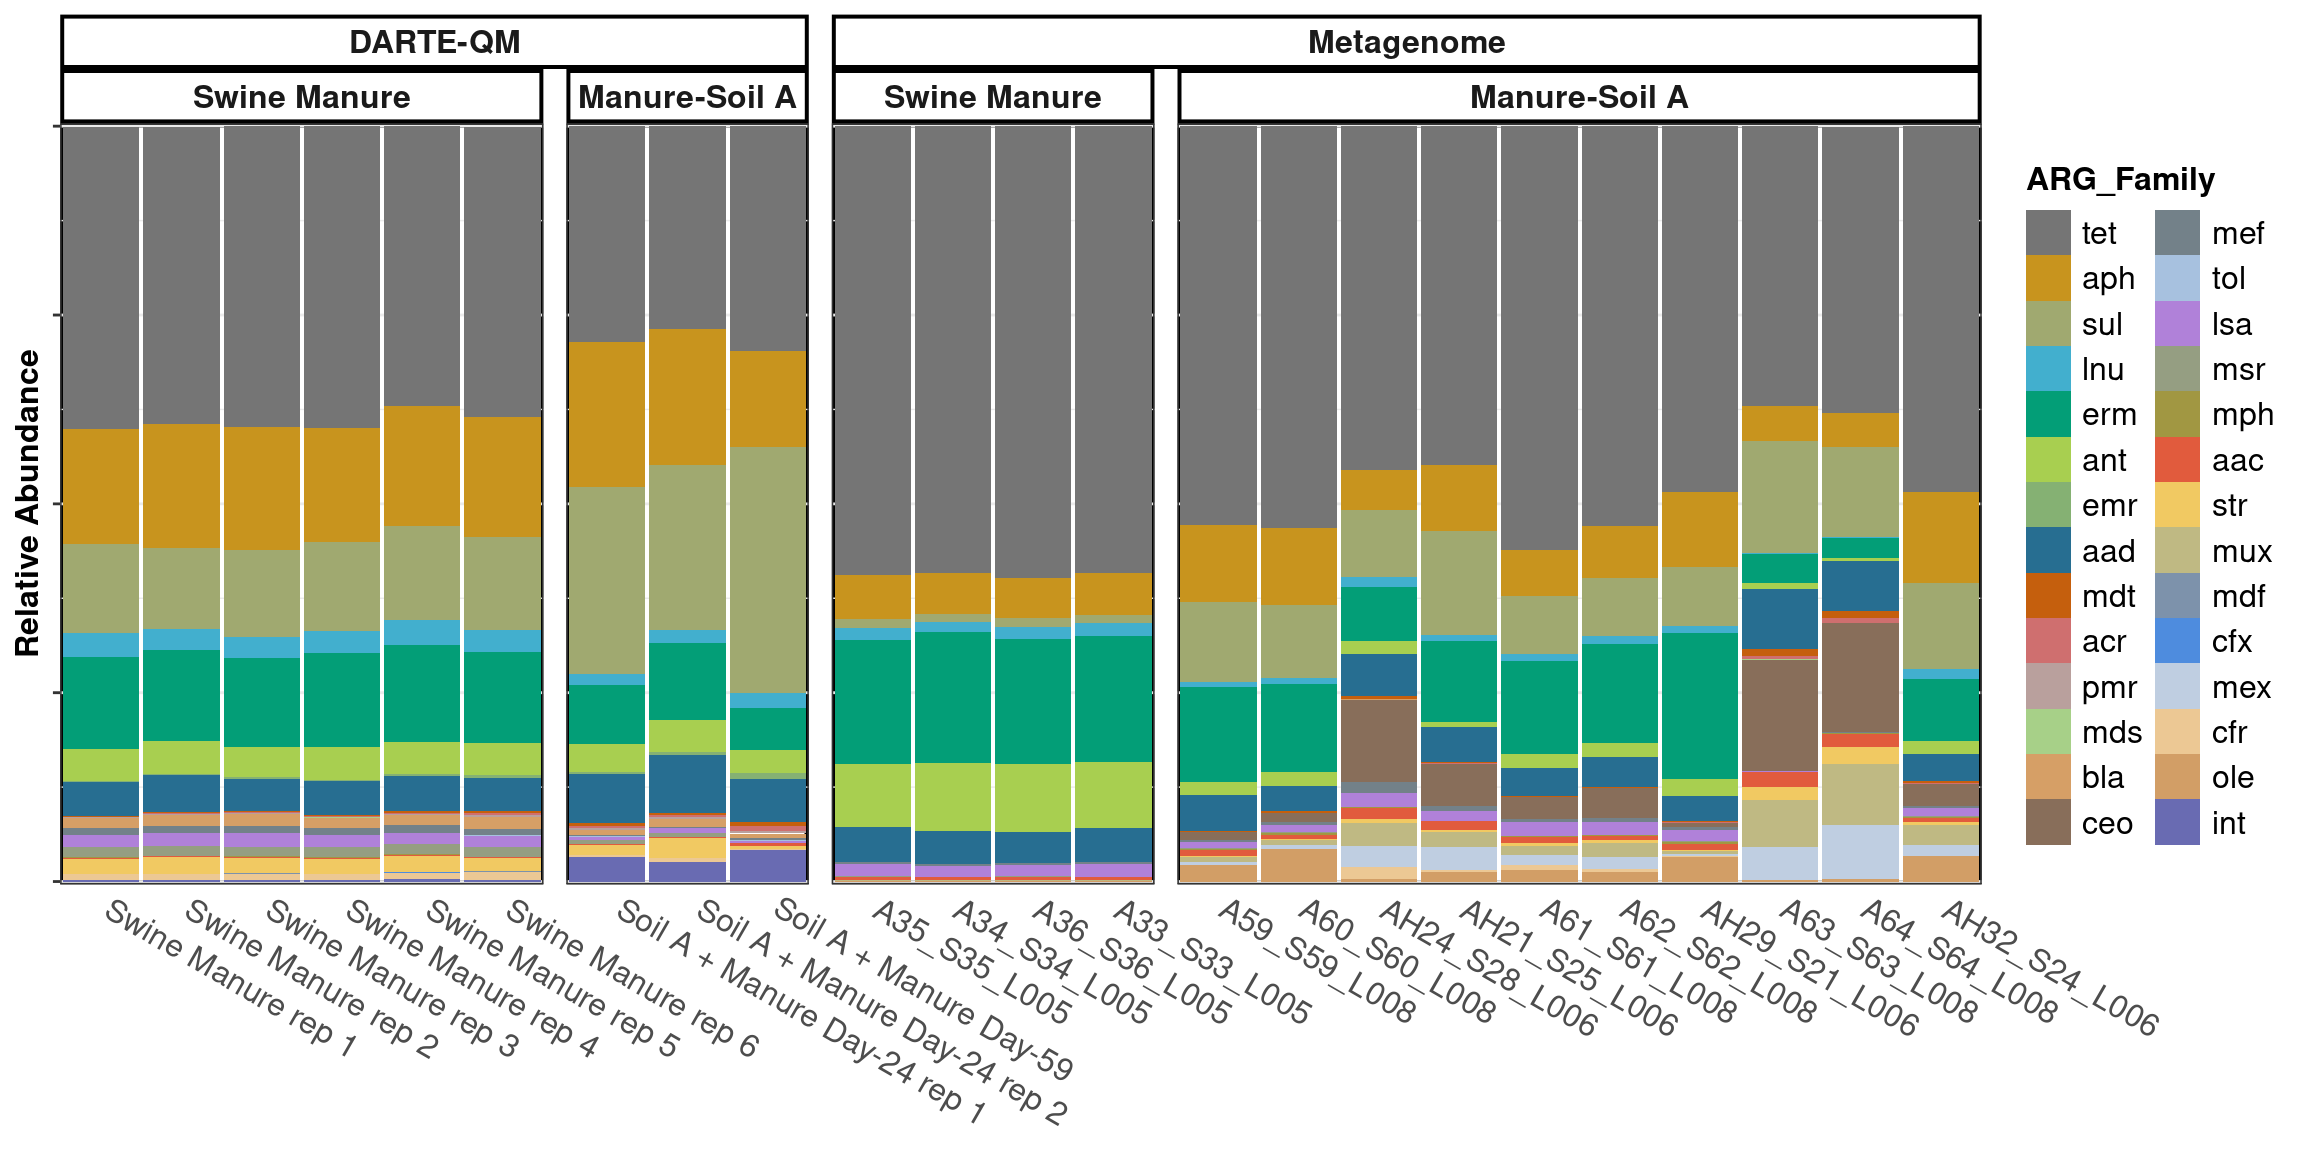 DARTE-QM
Metagenome
Swine Manure
Manure-Soil A
Swine Manure
Manure-Soil A
Relative Abundance
ARG_Family
tet
aph
sul
lnu
erm
ant
emr
aad
mdt
acr
pmr
mds
bla
ceo
mef
tol
lsa
msr
mph
aac
str
mux
mdf
cfx
mex
cfr
ole
int
Swine Manure rep 1
Swine Manure rep 2
Swine Manure rep 3
Swine Manure rep 4
Swine Manure rep 5
Swine Manure rep 6
Soil A + Manure Day-24 rep 1
Soil A + Manure Day-24 rep 2
Soil A + Manure Day-59
A35_S35_L005
A34_S34_L005
A36_S36_L005
A33_S33_L005
A59_S59_L008
A60_S60_L008
AH24_S28_L006
AH21_S25_L006
A61_S61_L008
A62_S62_L008
AH29_S21_L006
A63_S63_L008
A64_S64_L008
AH32_S24_L006